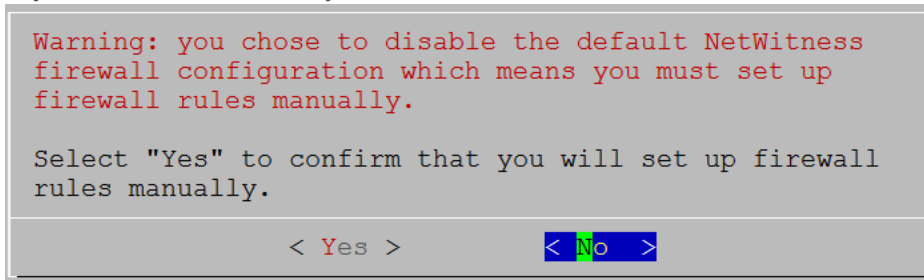 Warning: you chose to disable the default NetWitness
firewall configuration which means you must set up
firewall rules manually.
Select "Yes" to confirm that you will set up firewall
rules manually.
< Yes > < No >